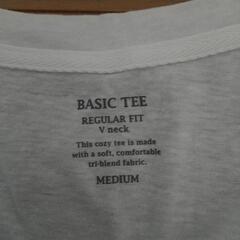 BASIC TEE
REGULAR FIT
V neck
This cozy tee is made
with a soft, comfortable
tri-blend fabric.
MEDIUM